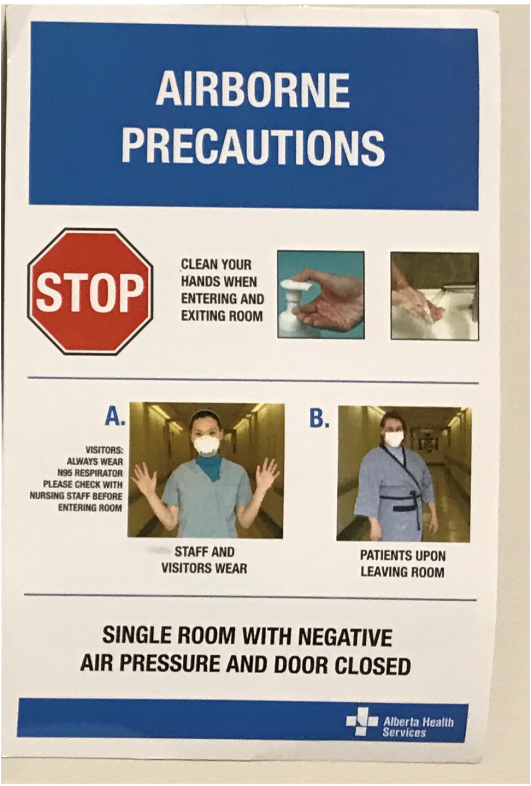 AIRBORNE
PRECAUTIONS
STOP
CLEAN YOUR
HANDS WHEN
ENTERING AND
EXITING ROOM
A.
VISITORS:
ALWAYS WEAR
N95 RESPIRATOR
PLEASE CHECK WITH
NURSING STAFF BEFORE
ENTERING ROOM
STAFF AND
VISITORS WEAR
B.
PATIENTS UPON
LEAVING ROOM
SINGLE ROOM WITH NEGATIVE
AIR PRESSURE AND DOOR CLOSED
Alberta Health
Services